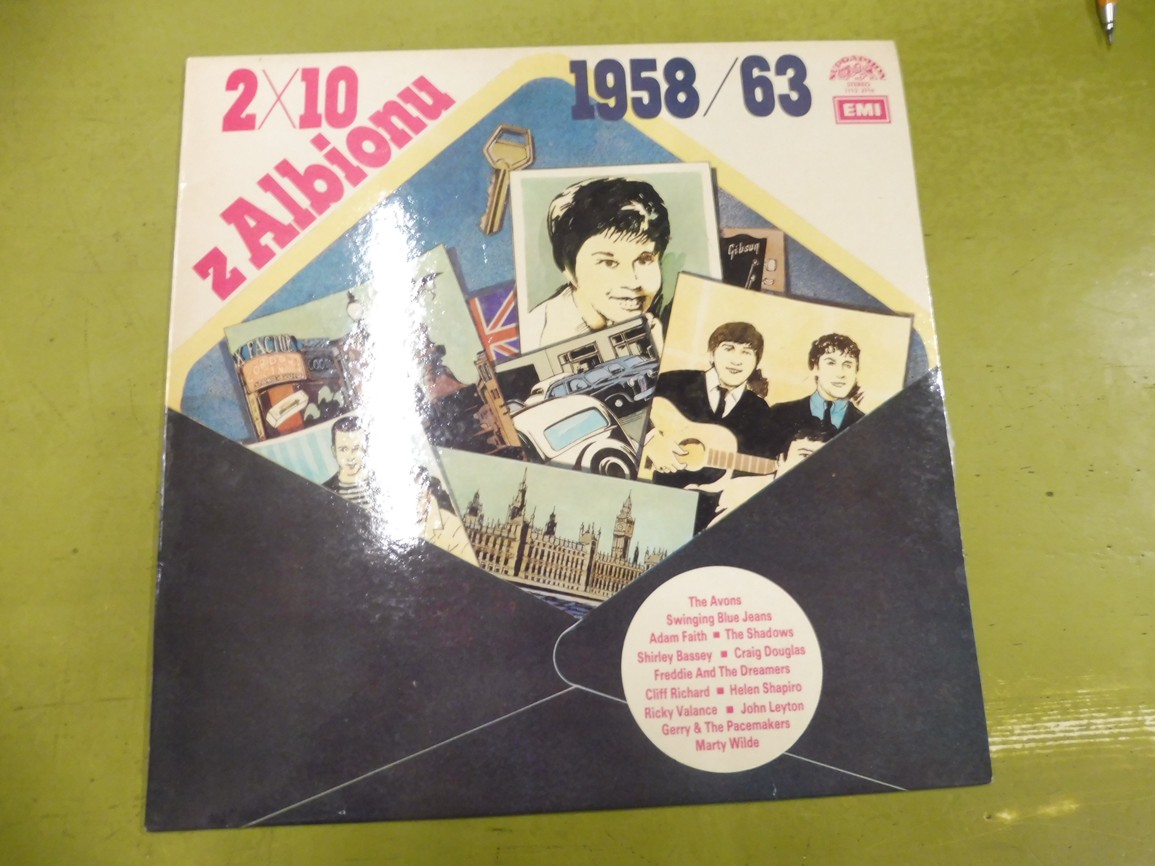 2×10
z Albionu
1958/63
SUPRAPHON
STEREO
EMI
Gibson
The Avons
Swinging Blue Jeans
Adam Faith ■ The Shadows
Shirley Bassey ■ Craig Douglas
Freddie And The Dreamers
Cliff Richard ■ Helen Shapiro
Ricky Valance ■ John Leyton
Gerry & The Pacemakers
Marty Wilde